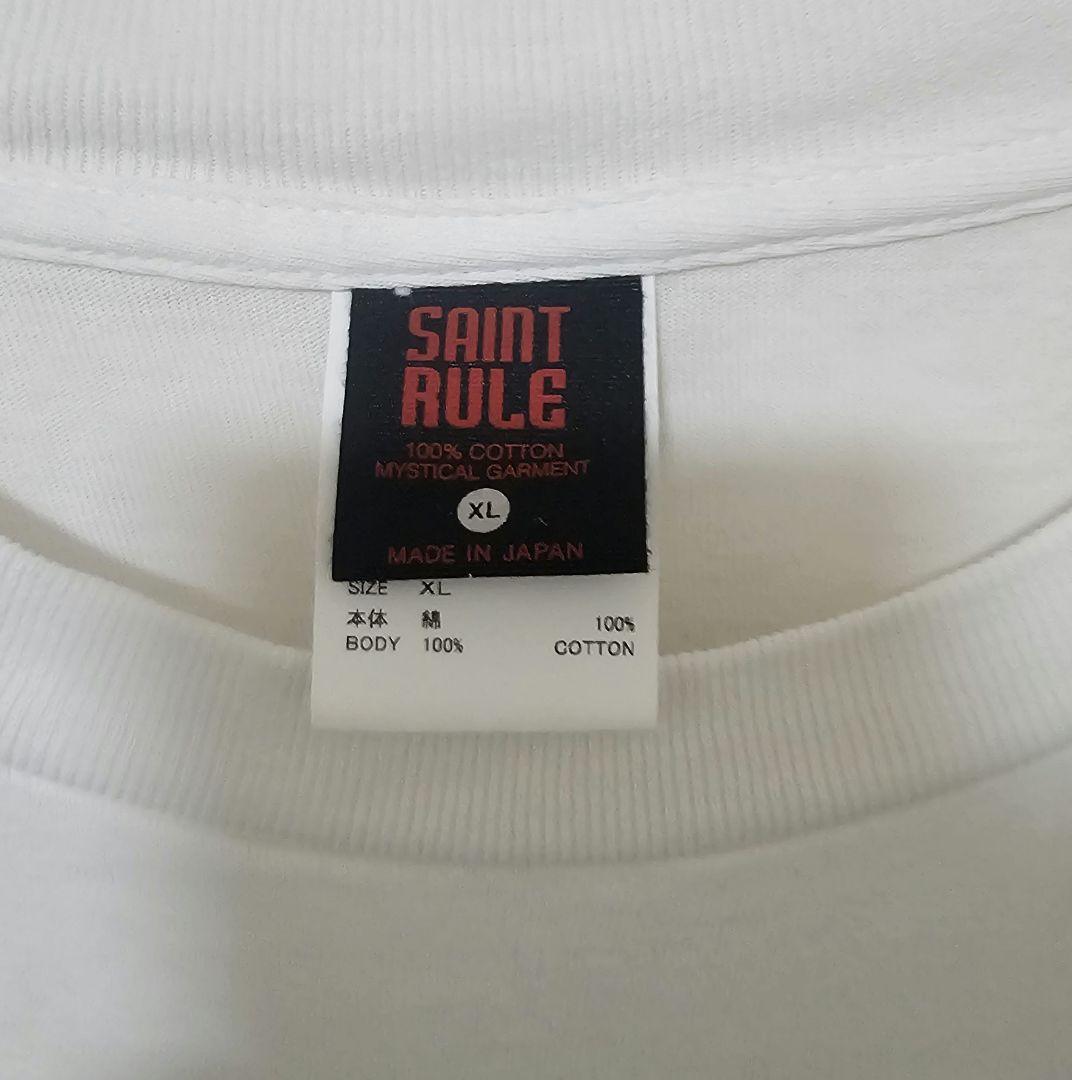 SAINT
RULE
100% COTTON
MYSTICAL GARMENT
XL
MADE IN JAPAN
SIZE XL
本体 綿 100%
BODY 100% COTTON